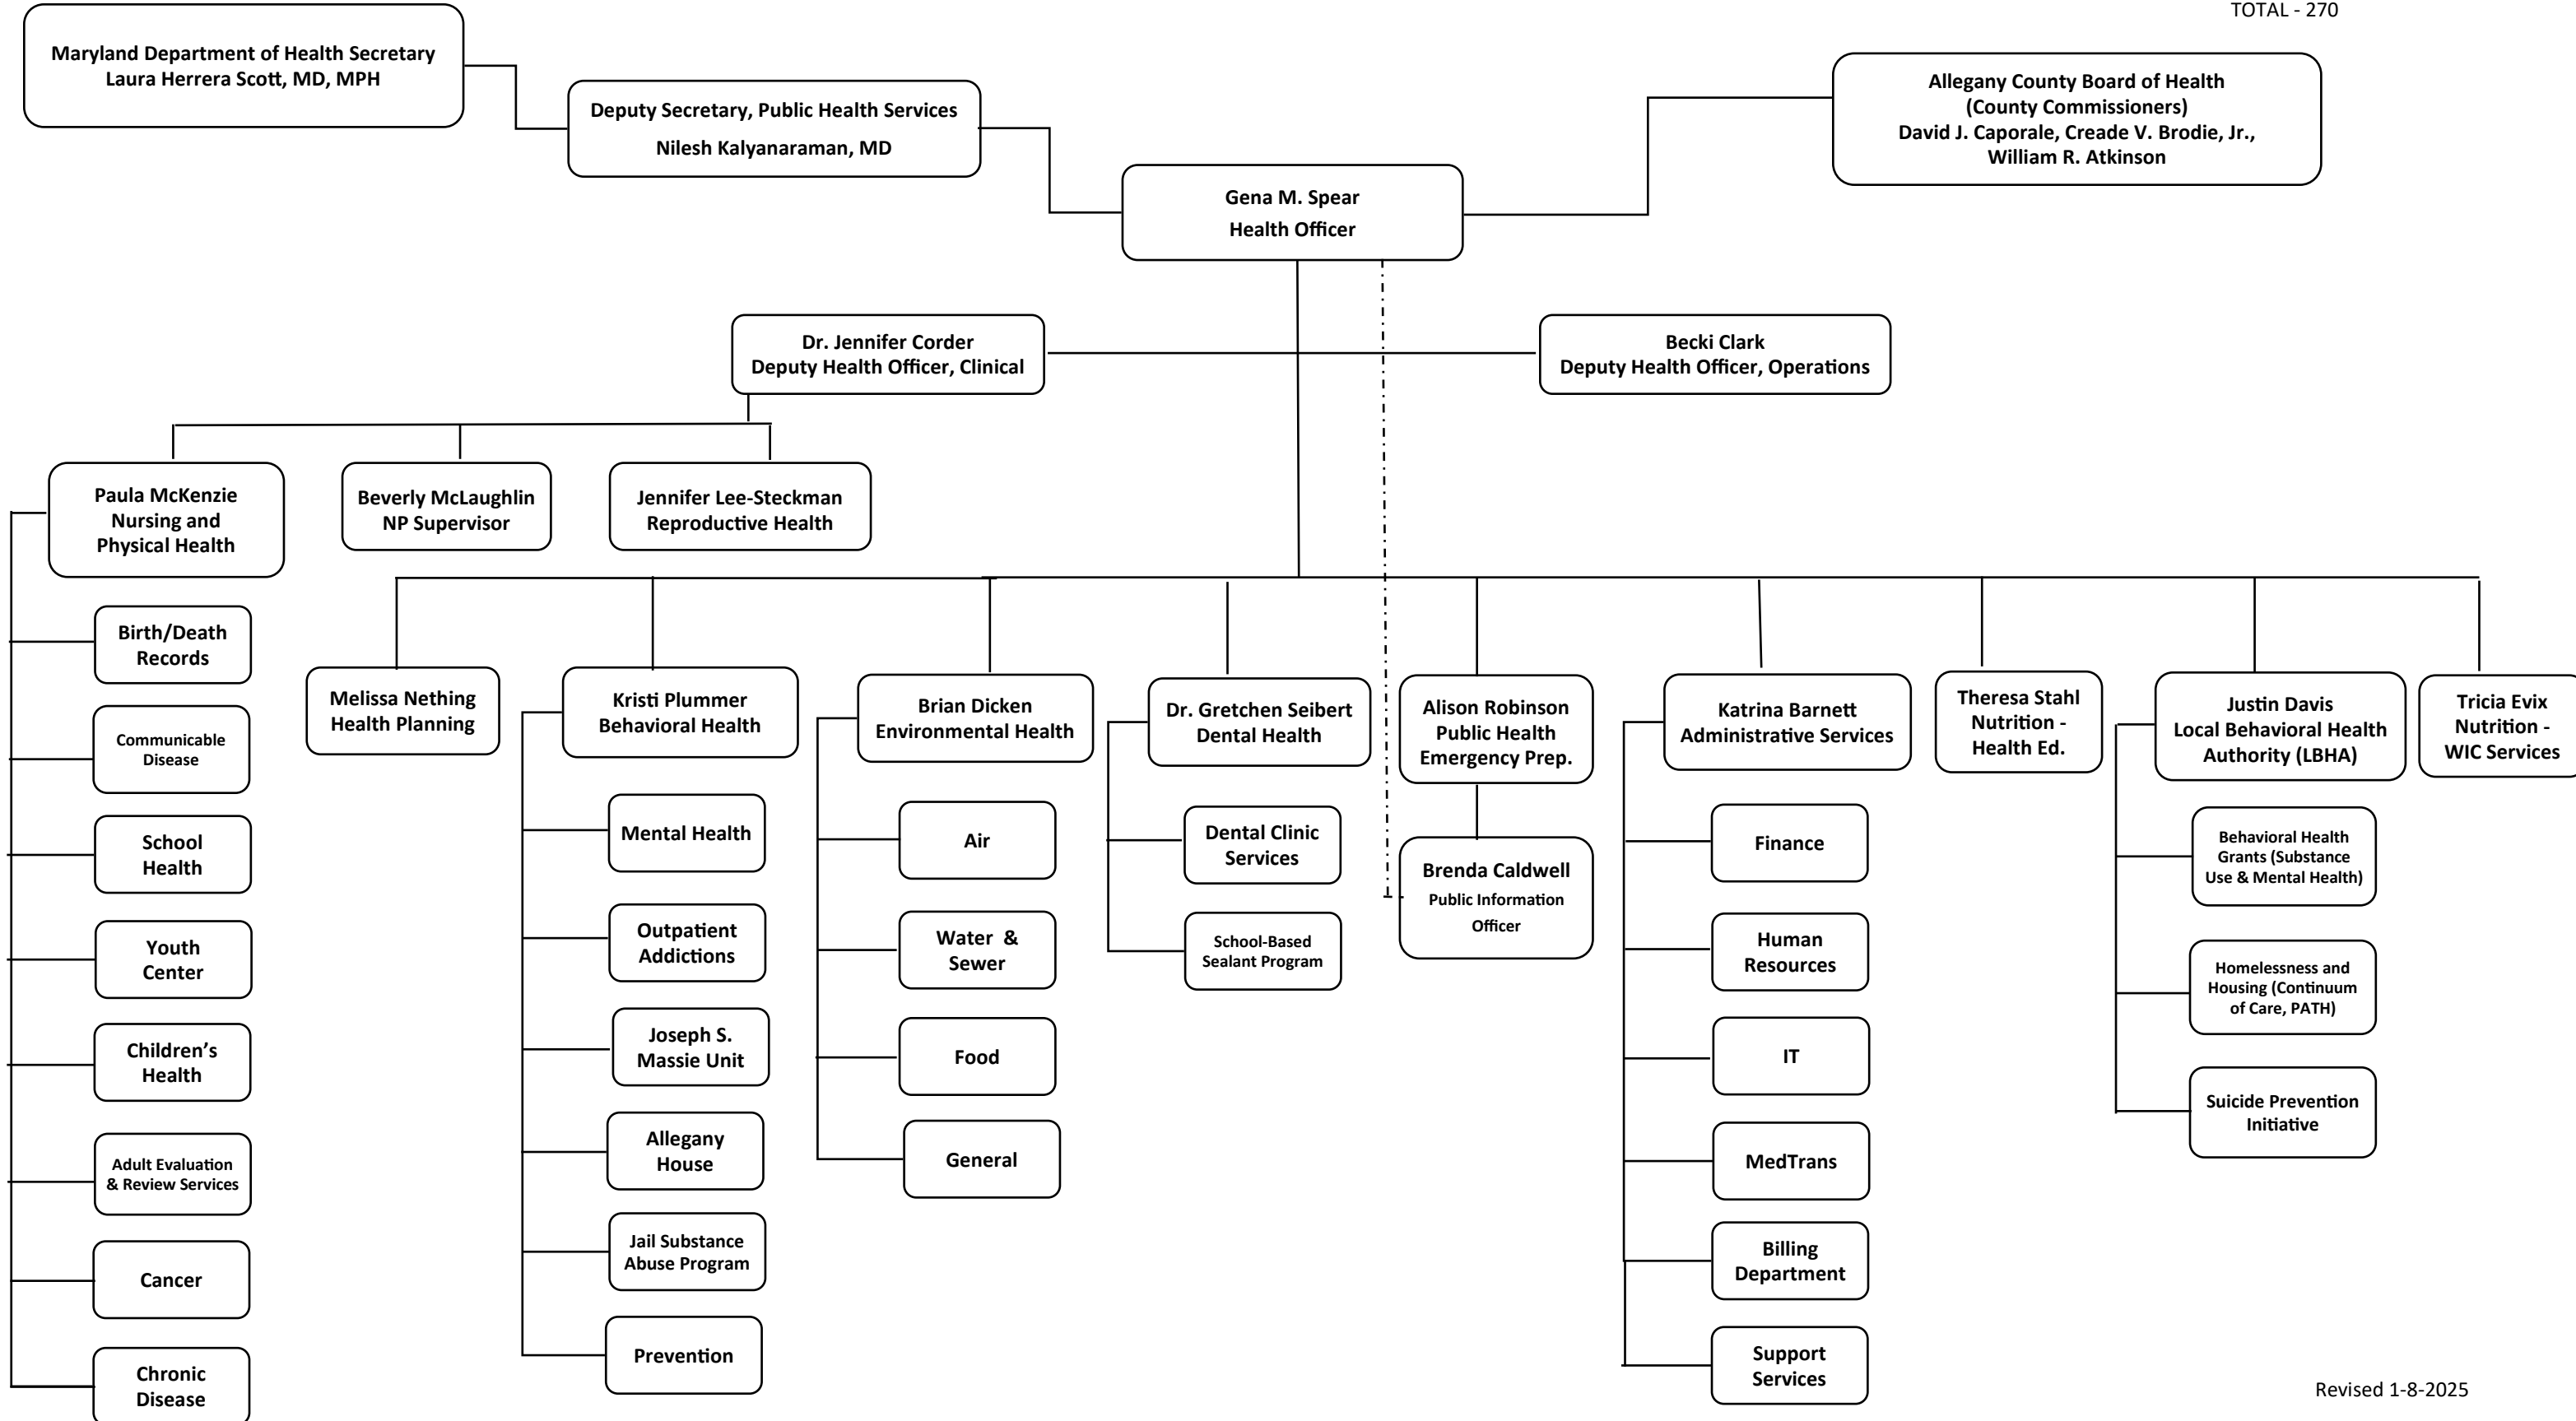 TOTAL - 270
Maryland Department of Health Secretary
Laura Herrera Scott, MD, MPH
Deputy Secretary, Public Health Services
Nilesh Kalyanaraman, MD
Allegany County Board of Health
(County Commissioners)
David J. Caporale, Creade V. Brodie, Jr.,
William R. Atkinson
Gena M. Spear
Health Officer
Dr. Jennifer Corder
Deputy Health Officer, Clinical
Becki Clark
Deputy Health Officer, Operations
Paula McKenzie
Nursing and
Physical Health
Beverly McLaughlin
NP Supervisor
Jennifer Lee-Steckman
Reproductive Health
Birth/Death
Records
Communicable
Disease
School
Health
Youth
Center
Children’s
Health
Adult Evaluation
& Review Services
Cancer
Chronic
Disease
Melissa Nething
Health Planning
Kristi Plummer
Behavioral Health
Mental Health
Outpatient
Addictions
Joseph S.
Massie Unit
Allegany
House
Jail Substance
Abuse Program
Prevention
Brian Dicken
Environmental Health
Air
Water &
Sewer
Food
General
Dr. Gretchen Seibert
Dental Health
Dental Clinic
Services
School-Based
Sealant Program
Alison Robinson
Public Health
Emergency Prep.
Brenda Caldwell
Public Information
Officer
Katrina Barnett
Administrative Services
Finance
Human
Resources
IT
MedTrans
Billing
Department
Support
Services
Theresa Stahl
Nutrition -
Health Ed.
Justin Davis
Local Behavioral Health
Authority (LBHA)
Behavioral Health
Grants (Substance
Use & Mental Health)
Homelessness and
Housing (Continuum
of Care, PATH)
Suicide Prevention
Initiative
Tricia Evix
Nutrition -
WIC Services
Revised 1-8-2025